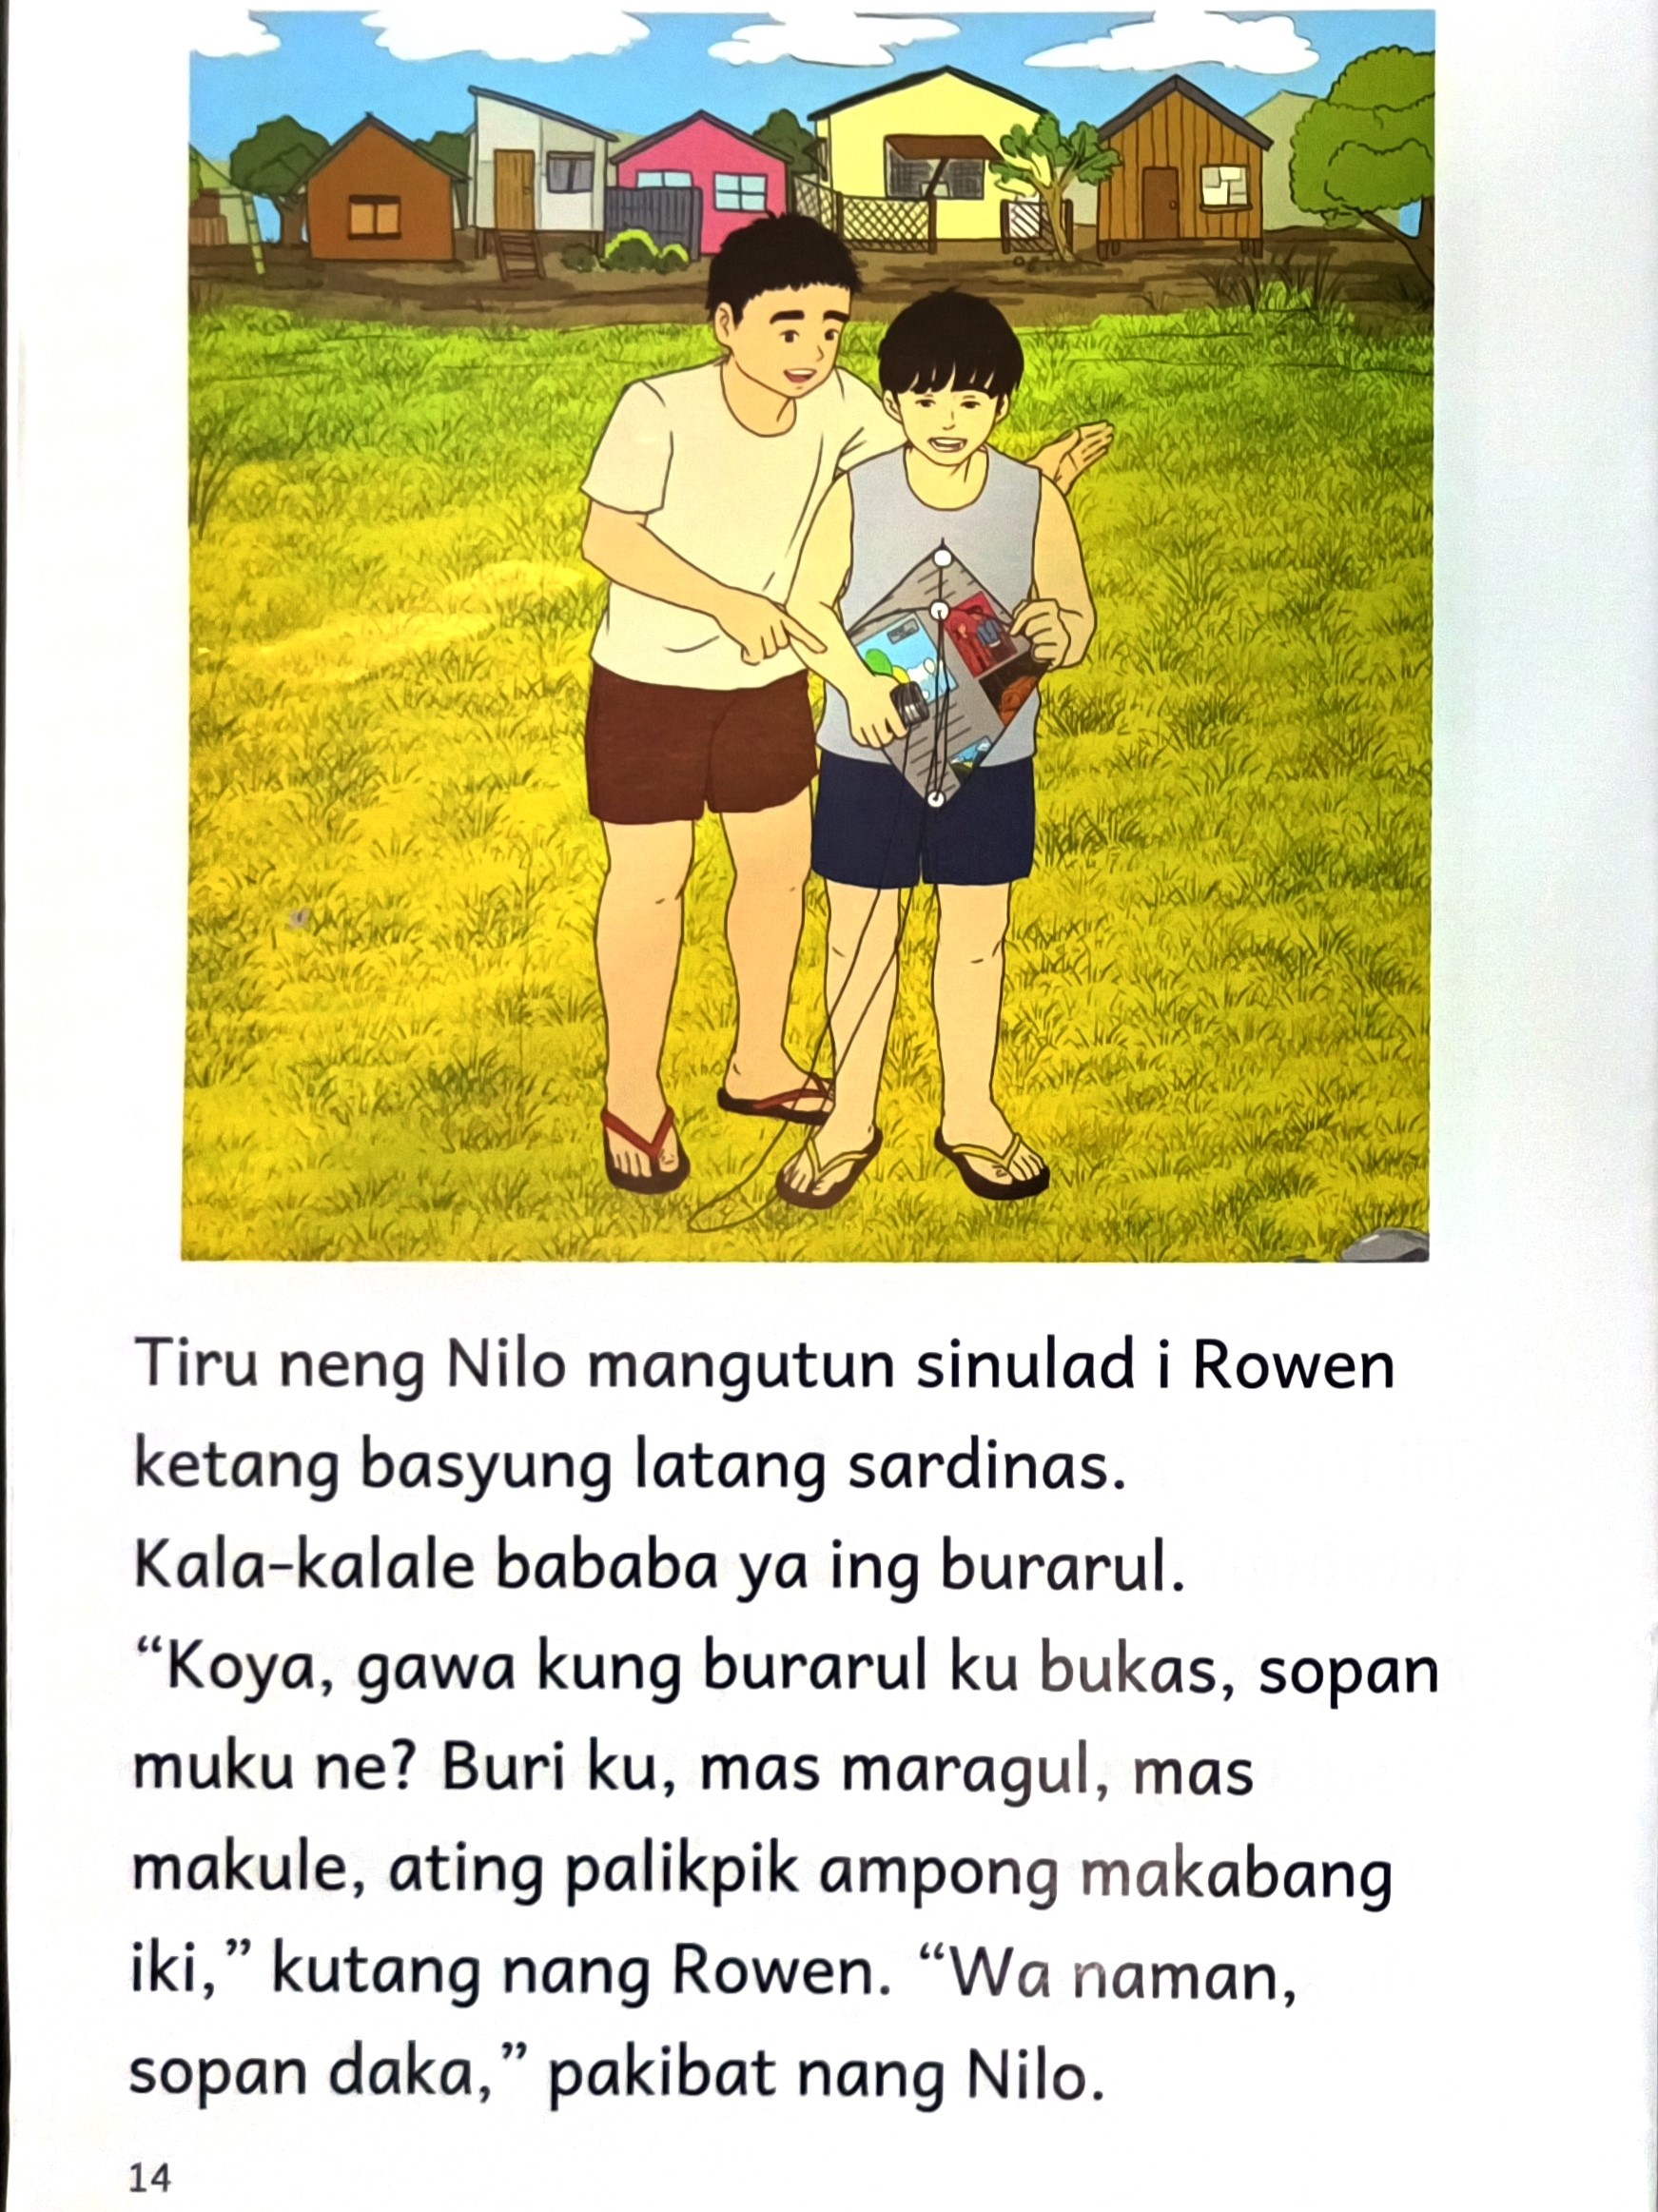 Tiru neng Nilo mangutun sinulad i Rowen
ketang basyung latang sardinas.
Kala-kalale bababa ya ing burarul.
“Koya, gawa kung burarul ku bukas, sopan
muku ne? Buri ku, mas maragul, mas
makule, ating palikpik ampong makabang
iki,” kutang nang Rowen. “Wa naman,
sopan daka,” pakibat nang Nilo.
14